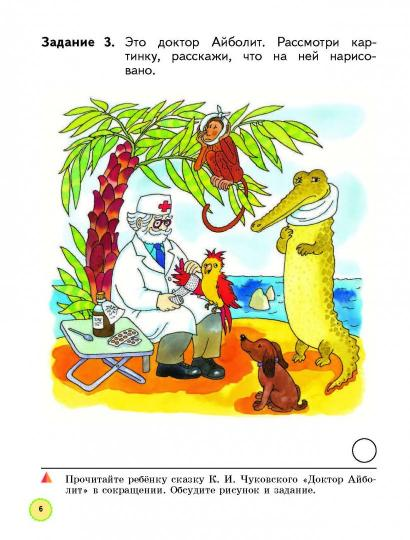 Задание 3. Это доктор Айболит. Рассмотри кар-
тинку, расскажи, что на ней нарисо-
вано.
Прочитайте ребёнку сказку К. И. Чуковского «Доктор Айбо-
лит» в сокращении. Обсудите рисунок и задание.
6